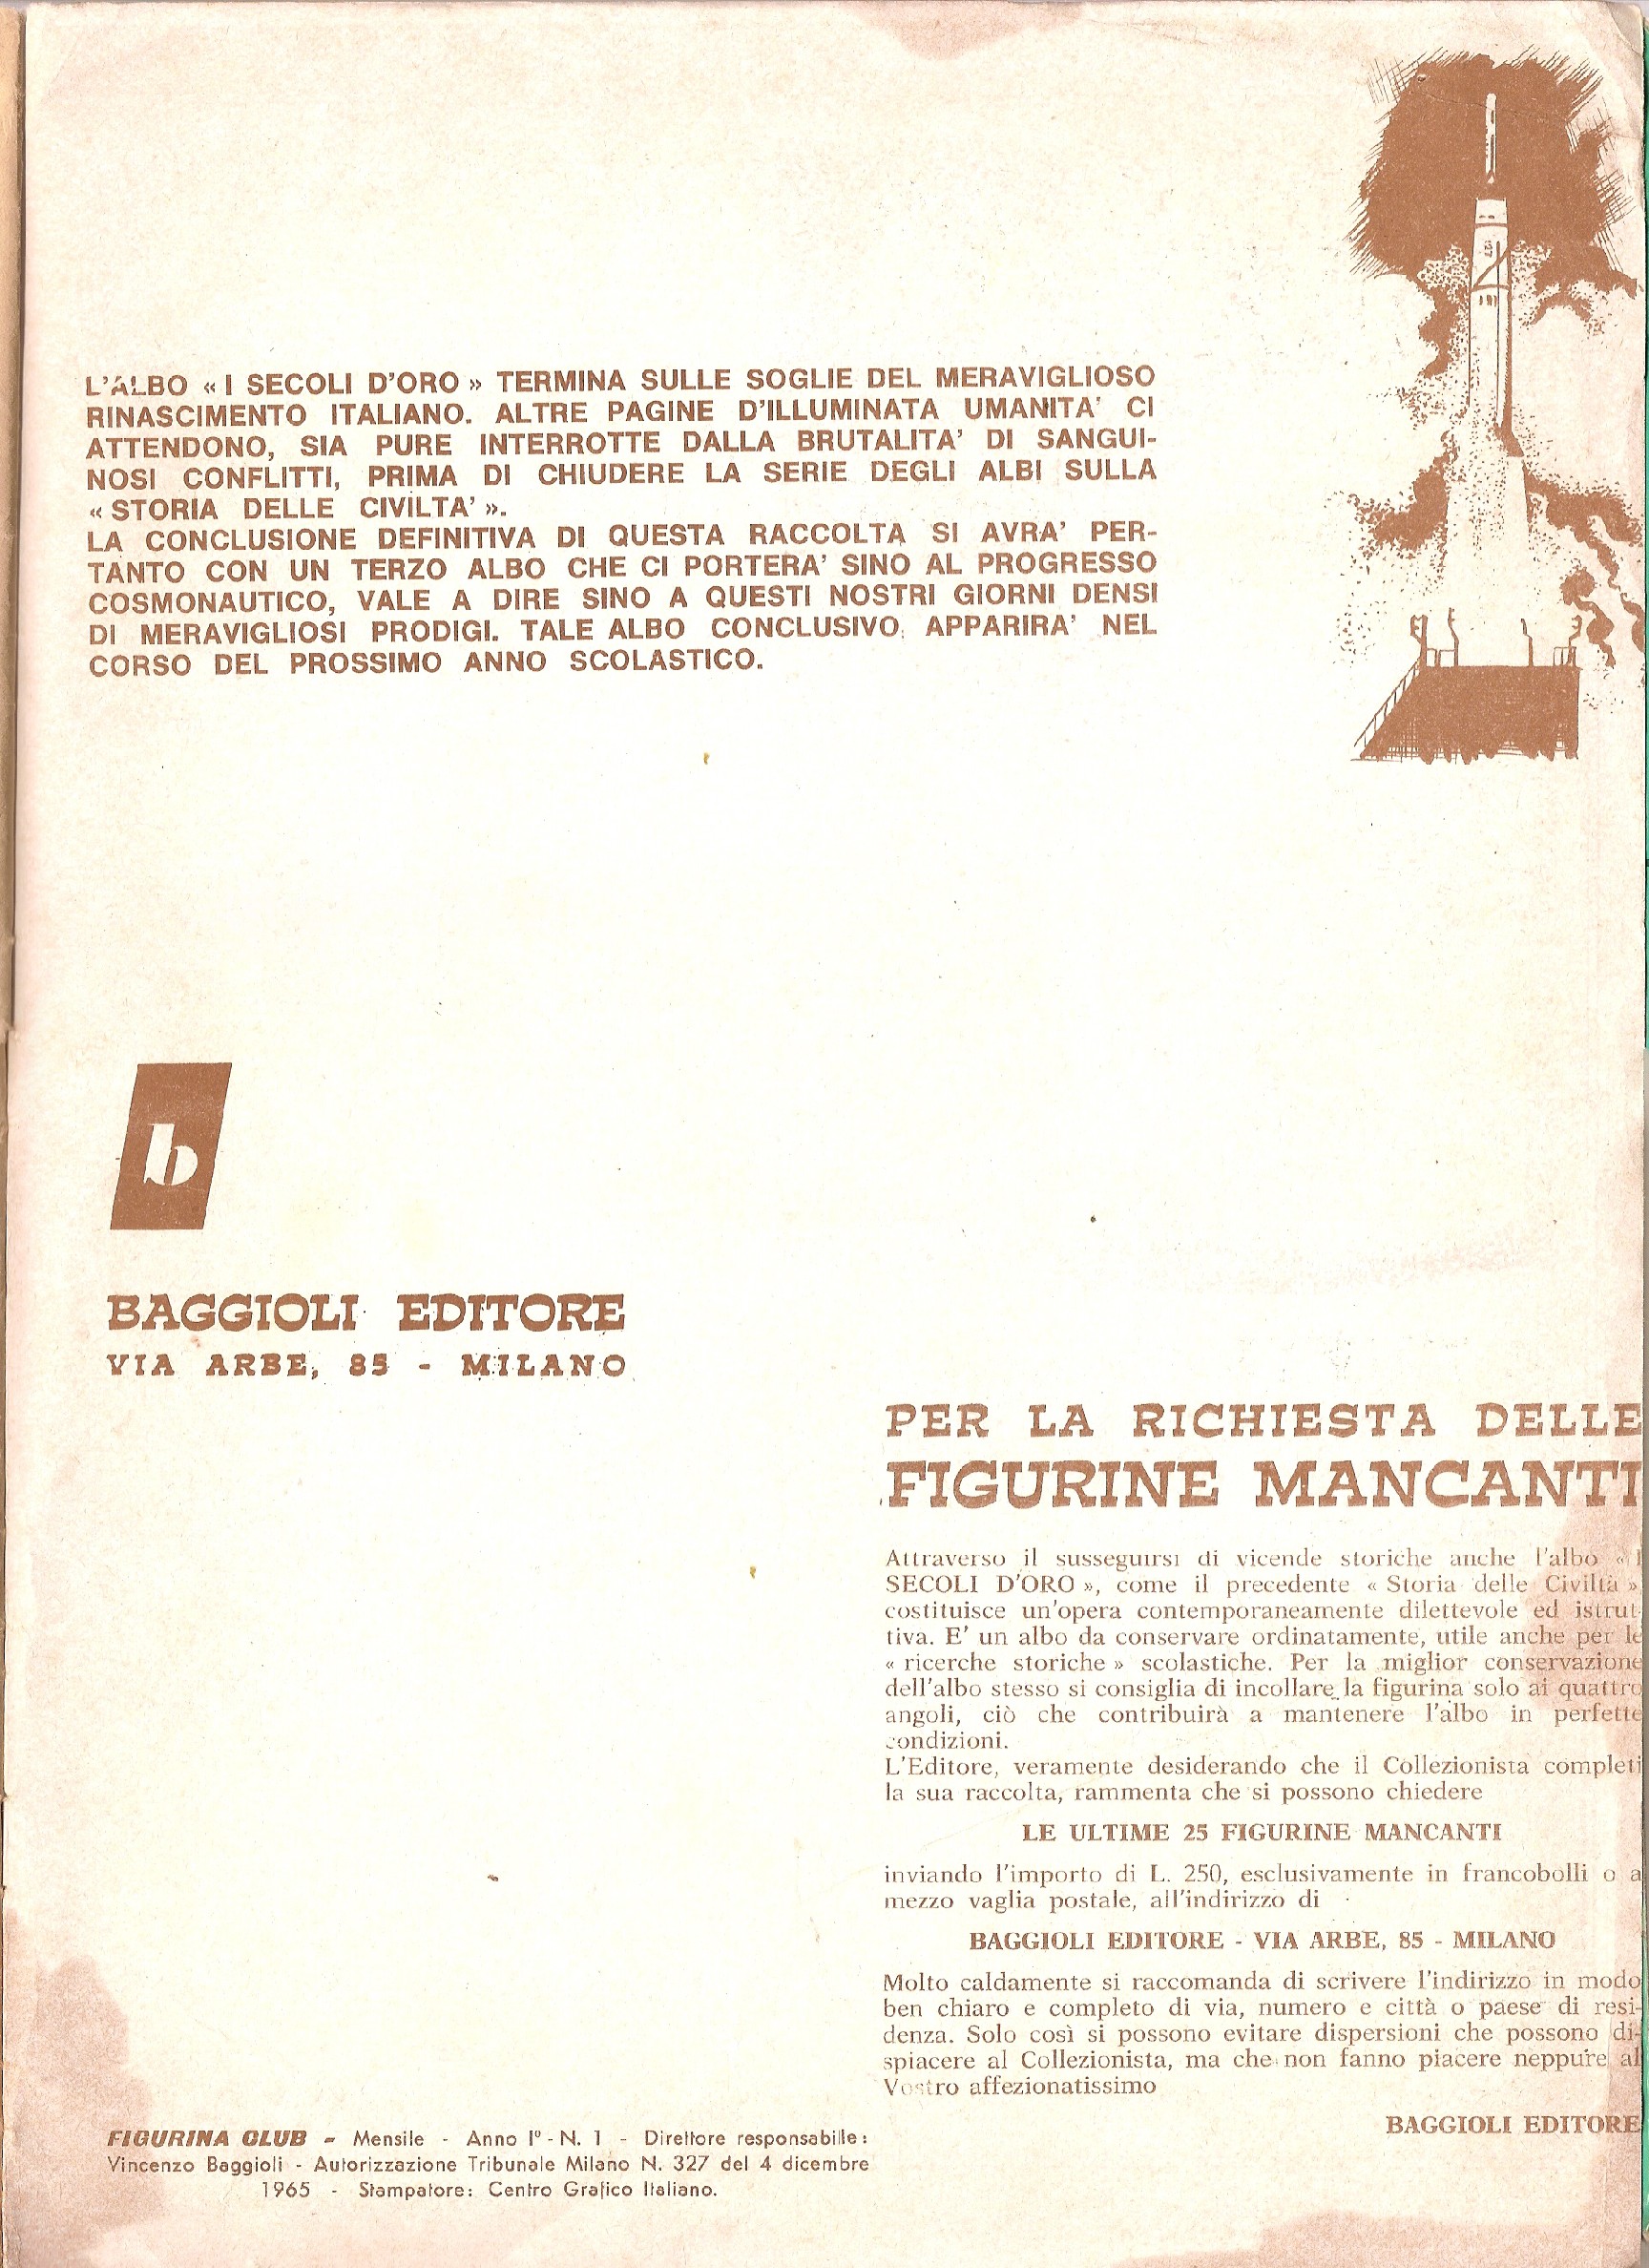 L'ALBO « I SECOLI D'ORO » TERMINA SULLE SOGLIE DEL MERAVIGLIOSO
RINASCIMENTO ITALIANO. ALTRE PAGINE D'ILLUMINATA UMANITA' CI
ATTENDONO, SIA PURE INTERROTTE DALLA BRUTALITA' DI SANGUI-
NOSI CONFLITTI, PRIMA DI CHIUDERE LA SERIE DEGLI ALBI SULLA
« STORIA DELLE CIVILTA' ».
LA CONCLUSIONE DEFINITIVA DI QUESTA RACCOLTA SI AVRA' PER-
TANTO CON UN TERZO ALBO CHE CI PORTERA' SINO AL PROGRESSO
COSMONAUTICO, VALE A DIRE SINO A QUESTI NOSTRI GIORNI DENSI
DI MERAVIGLIOSI PRODIGI. TALE ALBO CONCLUSIVO, APPARIRA' NEL
CORSO DEL PROSSIMO ANNO SCOLASTICO.
b
BAGGIOLI EDITORE
VIA ARBE, 85 - MILANO
PER LA RICHIESTA DELLE
FIGURINE MANCANTI
Attraverso il susseguirsi di vicende storiche anche l'albo « I
SECOLI D'ORO », come il precedente « Storia delle Civiltà »
costituisce un'opera contemporaneamente dilettevole ed istrut-
tiva. E' un albo da conservare ordinatamente, utile anche per le
« ricerche storiche » scolastiche. Per la miglior conservazione
dell'albo stesso si consiglia di incollare la figurina solo ai quattro
angoli, ciò che contribuirà a mantenere l'albo in perfette
condizioni.
L'Editore, veramente desiderando che il Collezionista completi
la sua raccolta, rammenta che si possono chiedere
LE ULTIME 25 FIGURINE MANCANTI
inviando l'importo di L. 250, esclusivamente in francobolli o a
mezzo vaglia postale, all'indirizzo di
BAGGIOLI EDITORE - VIA ARBE, 85 - MILANO
Molto caldamente si raccomanda di scrivere l'indirizzo in modo
ben chiaro e completo di via, numero e città o paese di resi-
denza. Solo così si possono evitare dispersioni che possono di-
spiacere al Collezionista, ma che non fanno piacere neppure al
Vostro affezionatissimo
BAGGIOLI EDITORE
FIGURINA CLUB - Mensile - Anno I° - N. 1 - Direttore responsabile:
Vincenzo Baggioli - Autorizzazione Tribunale Milano N. 327 del 4 dicembre
1965 - Stampatore: Centro Grafico Italiano.